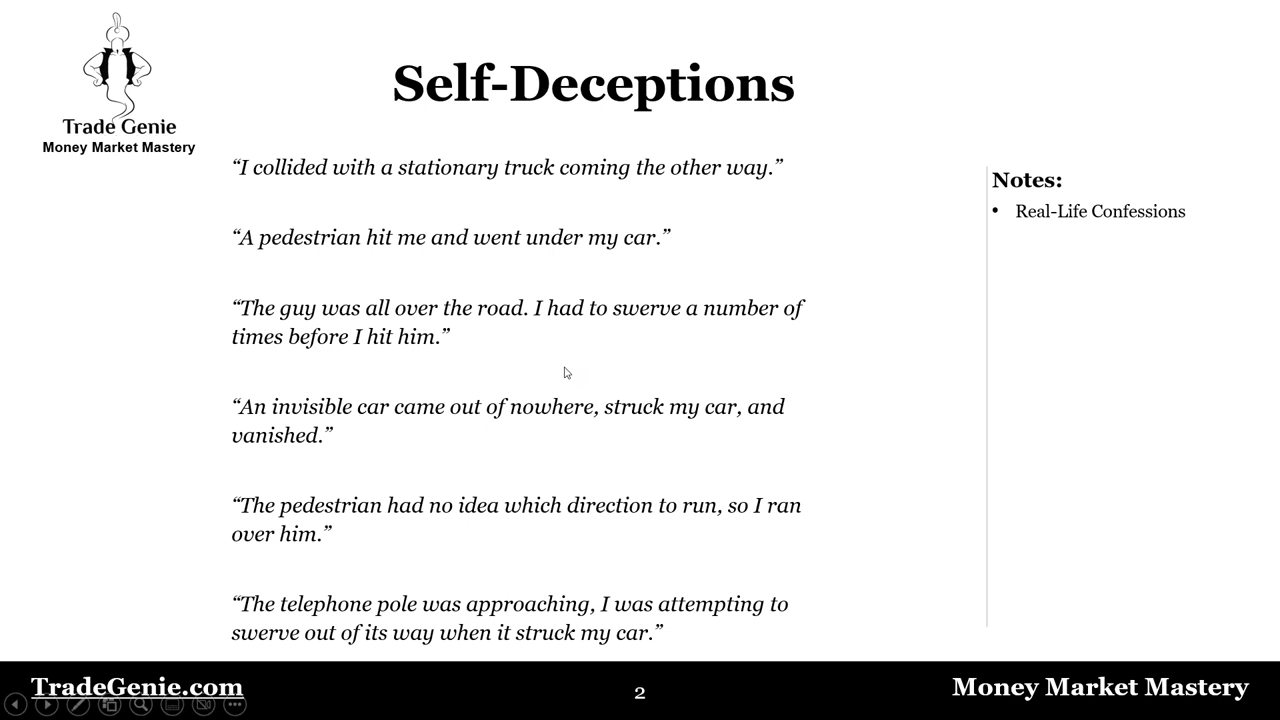 Trade Genie
Money Market Mastery
Self-Deceptions
“I collided with a stationary truck coming the other way.”
“A pedestrian hit me and went under my car.”
“The guy was all over the road. I had to swerve a number of
times before I hit him.”
“An invisible car came out of nowhere, struck my car, and
vanished.”
“The pedestrian had no idea which direction to run, so I ran
over him.”
“The telephone pole was approaching, I was attempting to
swerve out of its way when it struck my car.”
Notes:
• Real-Life Confessions
TradeGenie.com
2
Money Market Mastery